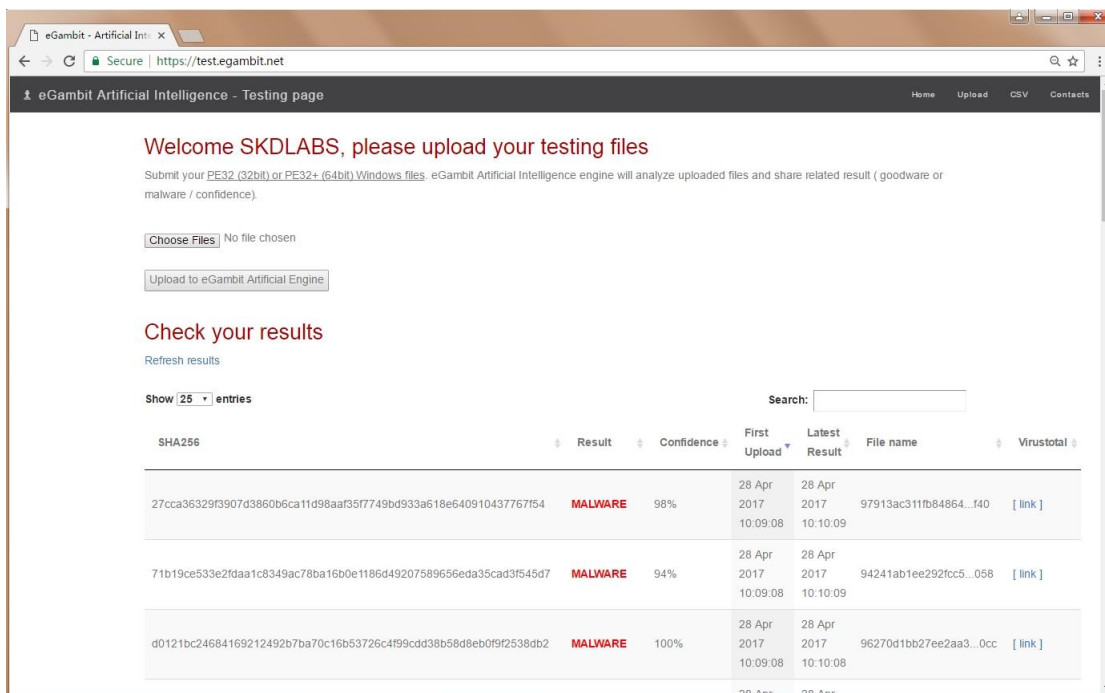 eGambit - Artificial Inte
Secure | https://test.egambit.net
eGambit Artificial Intelligence - Testing page
Home Upload CSV Contacts
Welcome SKDLABS, please upload your testing files
Submit your PE32 (32bit) or PE32+ (64bit) Windows files. eGambit Artificial Intelligence engine will analyze uploaded files and share related result ( goodware or
malware / confidence).
Choose Files No file chosen
Upload to eGambit Artificial Engine
Check your results
Refresh results
Show 25 entries Search:
SHA256 Result Confidence First Upload Latest Result File name Virustotal
27cca36329f3907d3860b6ca11d98aaf35f7749bd933a618e640910437767f54 MALWARE 98% 28 Apr 2017 10:09:08 28 Apr 2017 10:10:09 97913ac311fb84864...f40 [ link ]
71b19ce533e2fdaa1c8349ac78ba16b0e1186d49207589656eda35cad3f545d7 MALWARE 94% 28 Apr 2017 10:09:08 28 Apr 2017 10:10:09 94241ab1ee292fcc5...058 [ link ]
d0121bc24684169212492b7ba70c16b53726c4f99cdd38b58d8eb0f9f2538db2 MALWARE 100% 28 Apr 2017 10:09:08 28 Apr 2017 10:10:08 96270d1bb27ee2aa3...0cc [ link ]
28 Apr 28 Apr